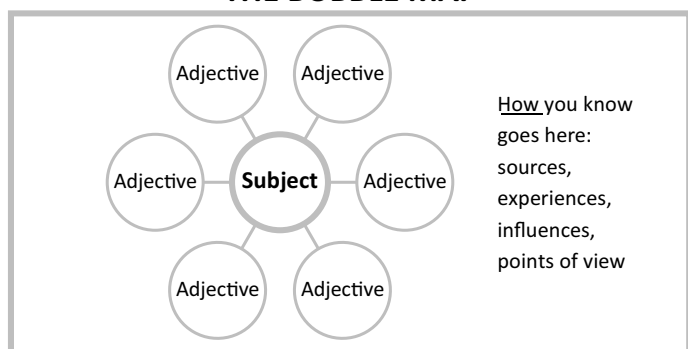 Adjective Adjective
Adjective Subject Adjective
Adjective Adjective
How you know
goes here:
sources,
experiences,
influences,
points of view